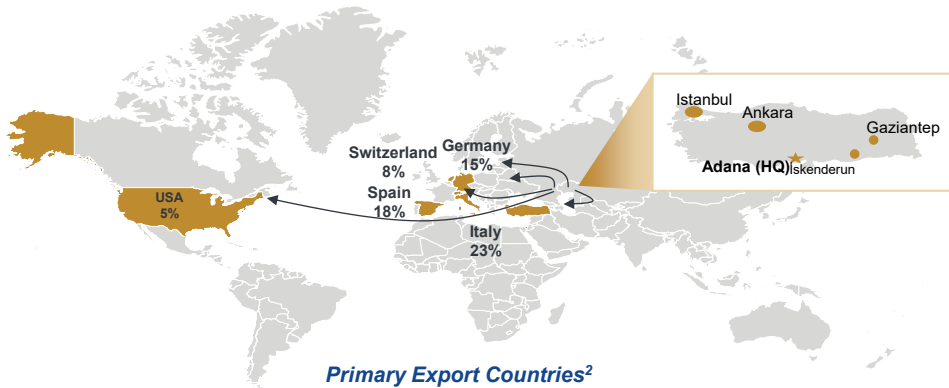 Istanbul
Ankara
Gaziantep
Adana (HQ)
Iskenderun
Switzerland
8%
Germany
15%
Spain
18%
USA
5%
Italy
23%
Primary Export Countries²